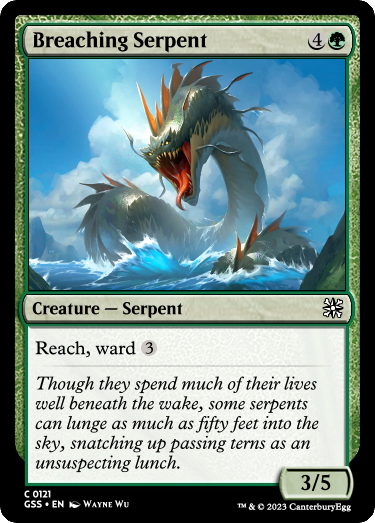 Breaching Serpent 4
Creature — Serpent
Reach, ward 3
Though they spend much of their lives
well beneath the wake, some serpents
can lunge as much as fifty feet into the
sky, snatching up passing terns as an
unsuspecting lunch.
3/5
C 0121
GSS • EN Wayne Wu
™ & © 2023 CanterburyEgg